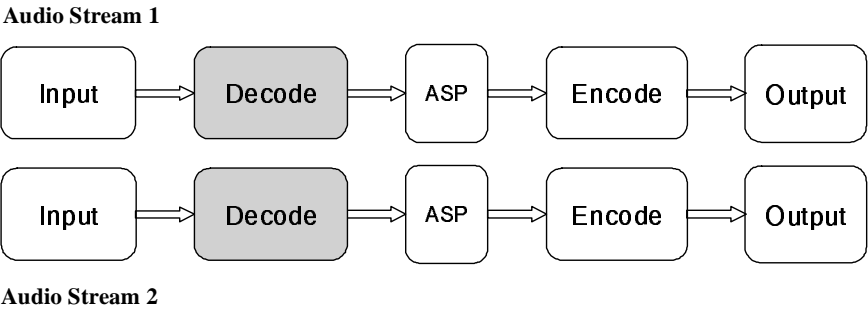 Audio Stream 1
Input Decode ASP Encode Output
Input Decode ASP Encode Output
Audio Stream 2